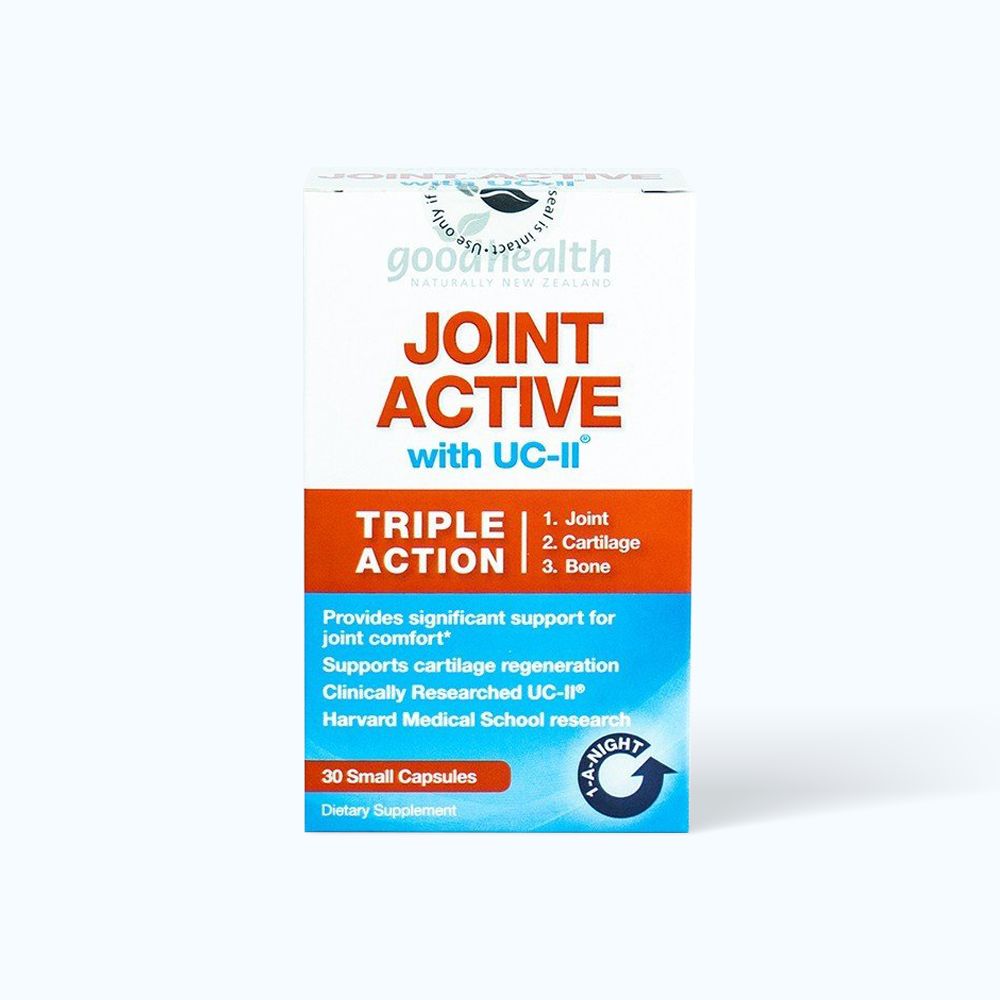 JOINT ACTIVE
with UC-II®
Use only if seal is intact •
goodhealth
NATURALLY NEW ZEALAND
JOINT
ACTIVE
with UC-II®
TRIPLE
ACTION
1. Joint
2. Cartilage
3. Bone
Provides significant support for
joint comfort*
Supports cartilage regeneration
Clinically Researched UC-II®
Harvard Medical School research
1-A-NIGHT
30 Small Capsules
Dietary Supplement